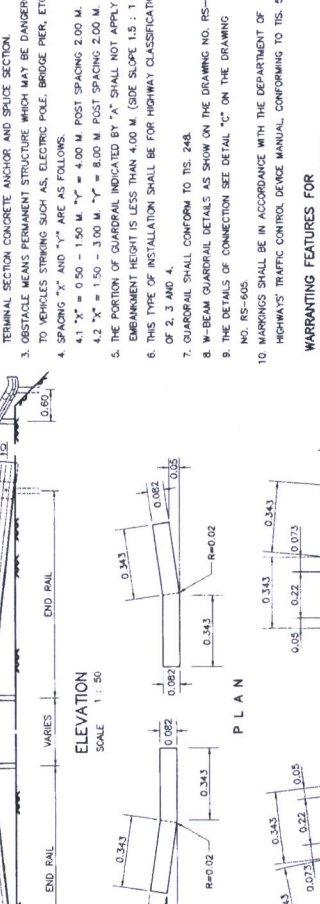 TERMINAL SECTION CONCRETE ANCHOR AND SPLICE SECTION.
3. OBSTACLE MEANS PERMANENT STRUCTURE WHICH MAY BE DANGER
TO VEHICLES STRIKING SUCH AS, ELECTRIC POLE, BRIDGE PIER, ETC
4. SPACING "X" AND "Y" ARE AS FOLLOWS.
4.1 "X" = 0.50 - 1.50 M. "Y" = 4.00 M. POST SPACING 2.00 M.
4.2 "X" = 1.50 - 3.00 M. "Y" = 8.00 M. POST SPACING 2.00 M.
5. THE PORTION OF GUARDRAIL INDICATED BY "A" SHALL NOT APPLY
EMBANKMENT HEIGHT IS LESS THAN 4.00 M. (SIDE SLOPE 1.5 : 1
6. THIS TYPE OF INSTALLATION SHALL BE FOR HIGHWAY CLASSIFICATI
OF 2, 3 AND 4.
7. GUARDRAIL SHALL CONFORM TO TIS. 248.
8. W-BEAM GUARDRAIL DETAILS AS SHOW ON THE DRAWING NO. RS-
9. THE DETAILS OF CONNECTION SEE DETAIL "C" ON THE DRAWING
NO. RS-605.
10. MARKINGS SHALL BE IN ACCORDANCE WITH THE DEPARTMENT OF
HIGHWAYS' TRAFFIC CONTROL DEVICE MANUAL, CONFORMING TO TIS. 5
WARRANTING FEATURES FOR
0.60
END RAIL
VARIES
END RAIL
ELEVATION
SCALE 1 : 50
0.343
0.082
0.05
0.082
0.343
R=0.02
0.343
0.082
0.343
R=0.02
PLAN
0.343
0.343
0.05
0.22
0.073
0.343
0.343
0.073
0.22
0.05